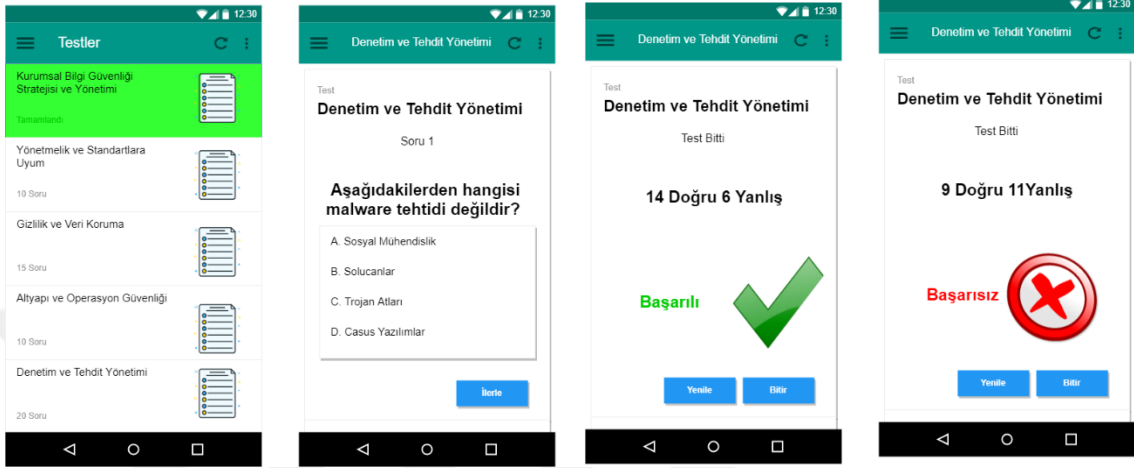 12:30
Testler
Kurumsal Bilgi Güvenliği
Stratejisi ve Yönetimi
Tamamlandı
Yönetmelik ve Standartlara
Uyum
10 Soru
Gizlilik ve Veri Koruma
15 Soru
Altyapı ve Operasyon Güvenliği
10 Soru
Denetim ve Tehdit Yönetimi
20 Soru
12:30
Denetim ve Tehdit Yönetimi
Test
Denetim ve Tehdit Yönetimi
Soru 1
Aşağıdakilerden hangisi
malware tehtidi değildir?
A. Sosyal Mühendislik
B. Solucanlar
C. Trojan Atları
D. Casus Yazılımlar
İlerle
12:30
Denetim ve Tehdit Yönetimi
Test
Denetim ve Tehdit Yönetimi
Test Bitti
14 Doğru 6 Yanlış
Başarılı
Yenile
Bitir
12:30
Denetim ve Tehdit Yönetimi
Test
Denetim ve Tehdit Yönetimi
Test Bitti
9 Doğru 11Yanlış
Başarısız
Yenile
Bitir